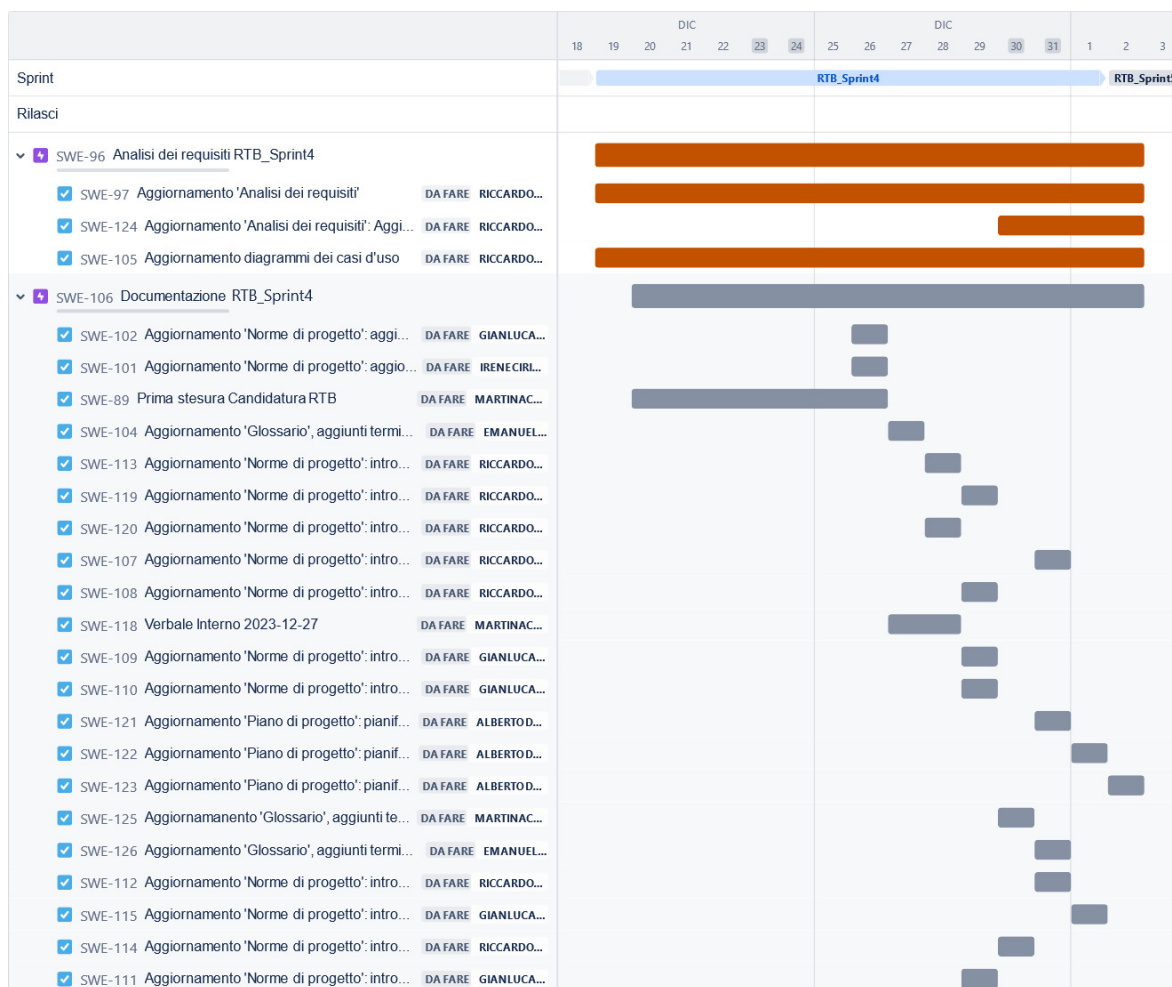 DIC DIC
18 19 20 21 22 23 24 25 26 27 28 29 30 31 1 2 3
Sprint RTB_Sprint4 RTB_Sprint5
Rilasci
SWE-96 Analisi dei requisiti RTB_Sprint4
SWE-97 Aggiornamento 'Analisi dei requisiti' DA FARE RICCARDO...
SWE-124 Aggiornamento 'Analisi dei requisiti': Aggi... DA FARE RICCARDO...
SWE-105 Aggiornamento diagrammi dei casi d'uso DA FARE RICCARDO...
SWE-106 Documentazione RTB_Sprint4
SWE-102 Aggiornamento 'Norme di progetto': aggi... DA FARE GIANLUCA...
SWE-101 Aggiornamento 'Norme di progetto': aggio... DA FARE IRENECIRI...
SWE-89 Prima stesura Candidatura RTB DA FARE MARTINAC...
SWE-104 Aggiornamento 'Glossario', aggiunti termi... DA FARE EMANUEL...
SWE-113 Aggiornamento 'Norme di progetto': intro... DA FARE RICCARDO...
SWE-119 Aggiornamento 'Norme di progetto': intro... DA FARE RICCARDO...
SWE-120 Aggiornamento 'Norme di progetto': intro... DA FARE RICCARDO...
SWE-107 Aggiornamento 'Norme di progetto': intro... DA FARE RICCARDO...
SWE-108 Aggiornamento 'Norme di progetto': intro... DA FARE RICCARDO...
SWE-118 Verbale Interno 2023-12-27 DA FARE MARTINAC...
SWE-109 Aggiornamento 'Norme di progetto': intro... DA FARE GIANLUCA...
SWE-110 Aggiornamento 'Norme di progetto': intro... DA FARE GIANLUCA...
SWE-121 Aggiornamento 'Piano di progetto': pianif... DA FARE ALBERTO D...
SWE-122 Aggiornamento 'Piano di progetto': pianif... DA FARE ALBERTO D...
SWE-123 Aggiornamento 'Piano di progetto': pianif... DA FARE ALBERTO D...
SWE-125 Aggiornamanento 'Glossario', aggiunti te... DA FARE MARTINAC...
SWE-126 Aggiornamento 'Glossario', aggiunti termi... DA FARE EMANUEL...
SWE-112 Aggiornamento 'Norme di progetto': intro... DA FARE RICCARDO...
SWE-115 Aggiornamento 'Norme di progetto': intro... DA FARE GIANLUCA...
SWE-114 Aggiornamento 'Norme di progetto': intro... DA FARE RICCARDO...
SWE-111 Aggiornamento 'Norme di progetto': intro... DA FARE GIANLUCA...